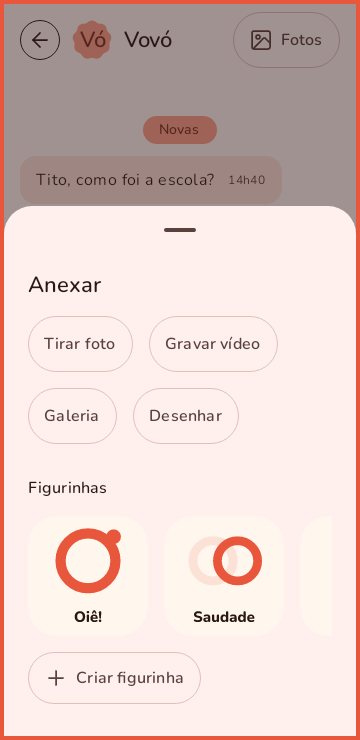 Vó Vovó Fotos
Novas
Tito, como foi a escola? 14h40
Anexar
Tirar foto Gravar vídeo
Galeria Desenhar
Figurinhas
Oiê! Saudade
Criar figurinha